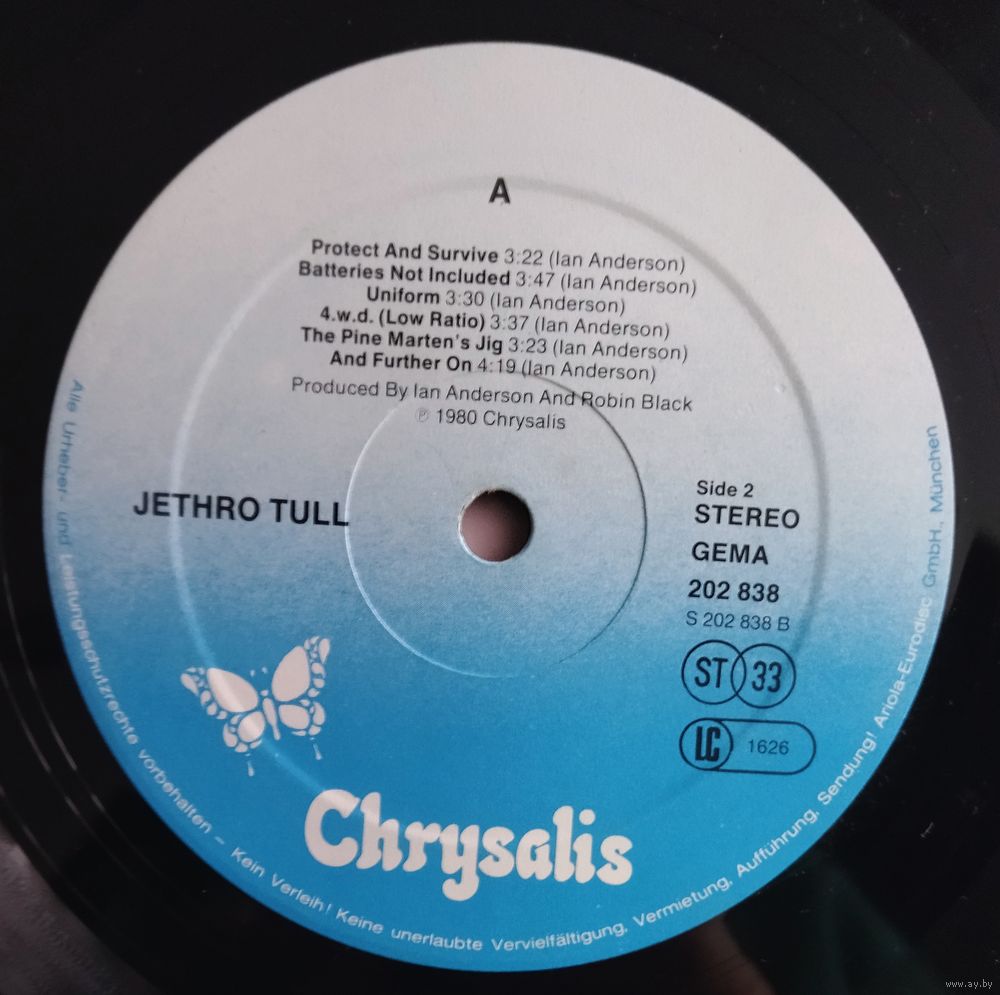 A
Protect And Survive 3:22 (Ian Anderson)
Batteries Not Included 3:47 (Ian Anderson)
Uniform 3:30 (Ian Anderson)
4.w.d. (Low Ratio) 3:37 (Ian Anderson)
The Pine Marten's Jig 3:23 (Ian Anderson)
And Further On 4:19 (Ian Anderson)
Produced By Ian Anderson And Robin Black
℗ 1980 Chrysalis
JETHRO TULL
Side 2
STEREO
GEMA
202 838
S 202 838 B
ST 33
LC 1626
Chrysalis
Alle Urheber- und Leistungsschutzrechte vorbehalten – Kein Verleih! Keine unerlaubte Vervielfältigung, Vermietung, Aufführung, Sendung! Ariola-Eurodisc GmbH., München
www.ay.by